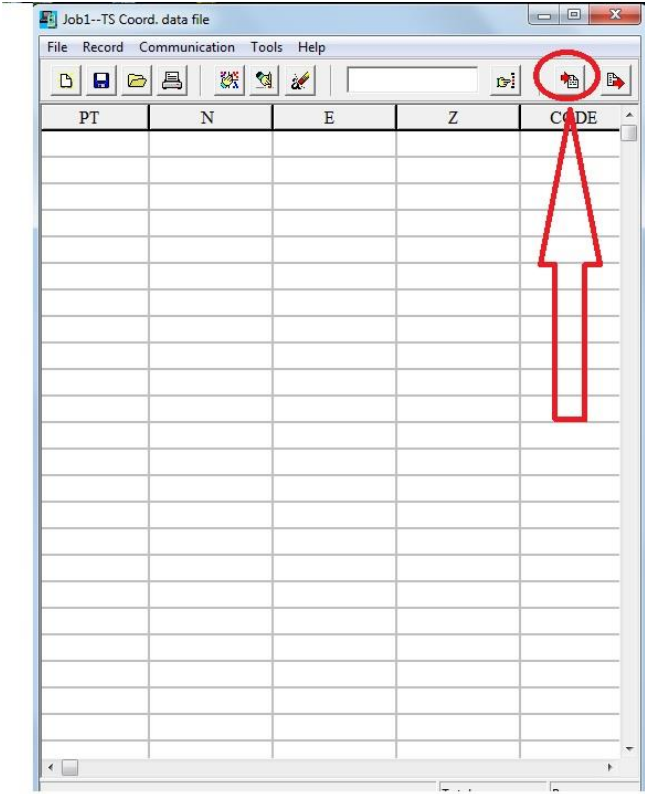 Job1--TS Coord. data file
File Record Communication Tools Help
PT N E Z CODE